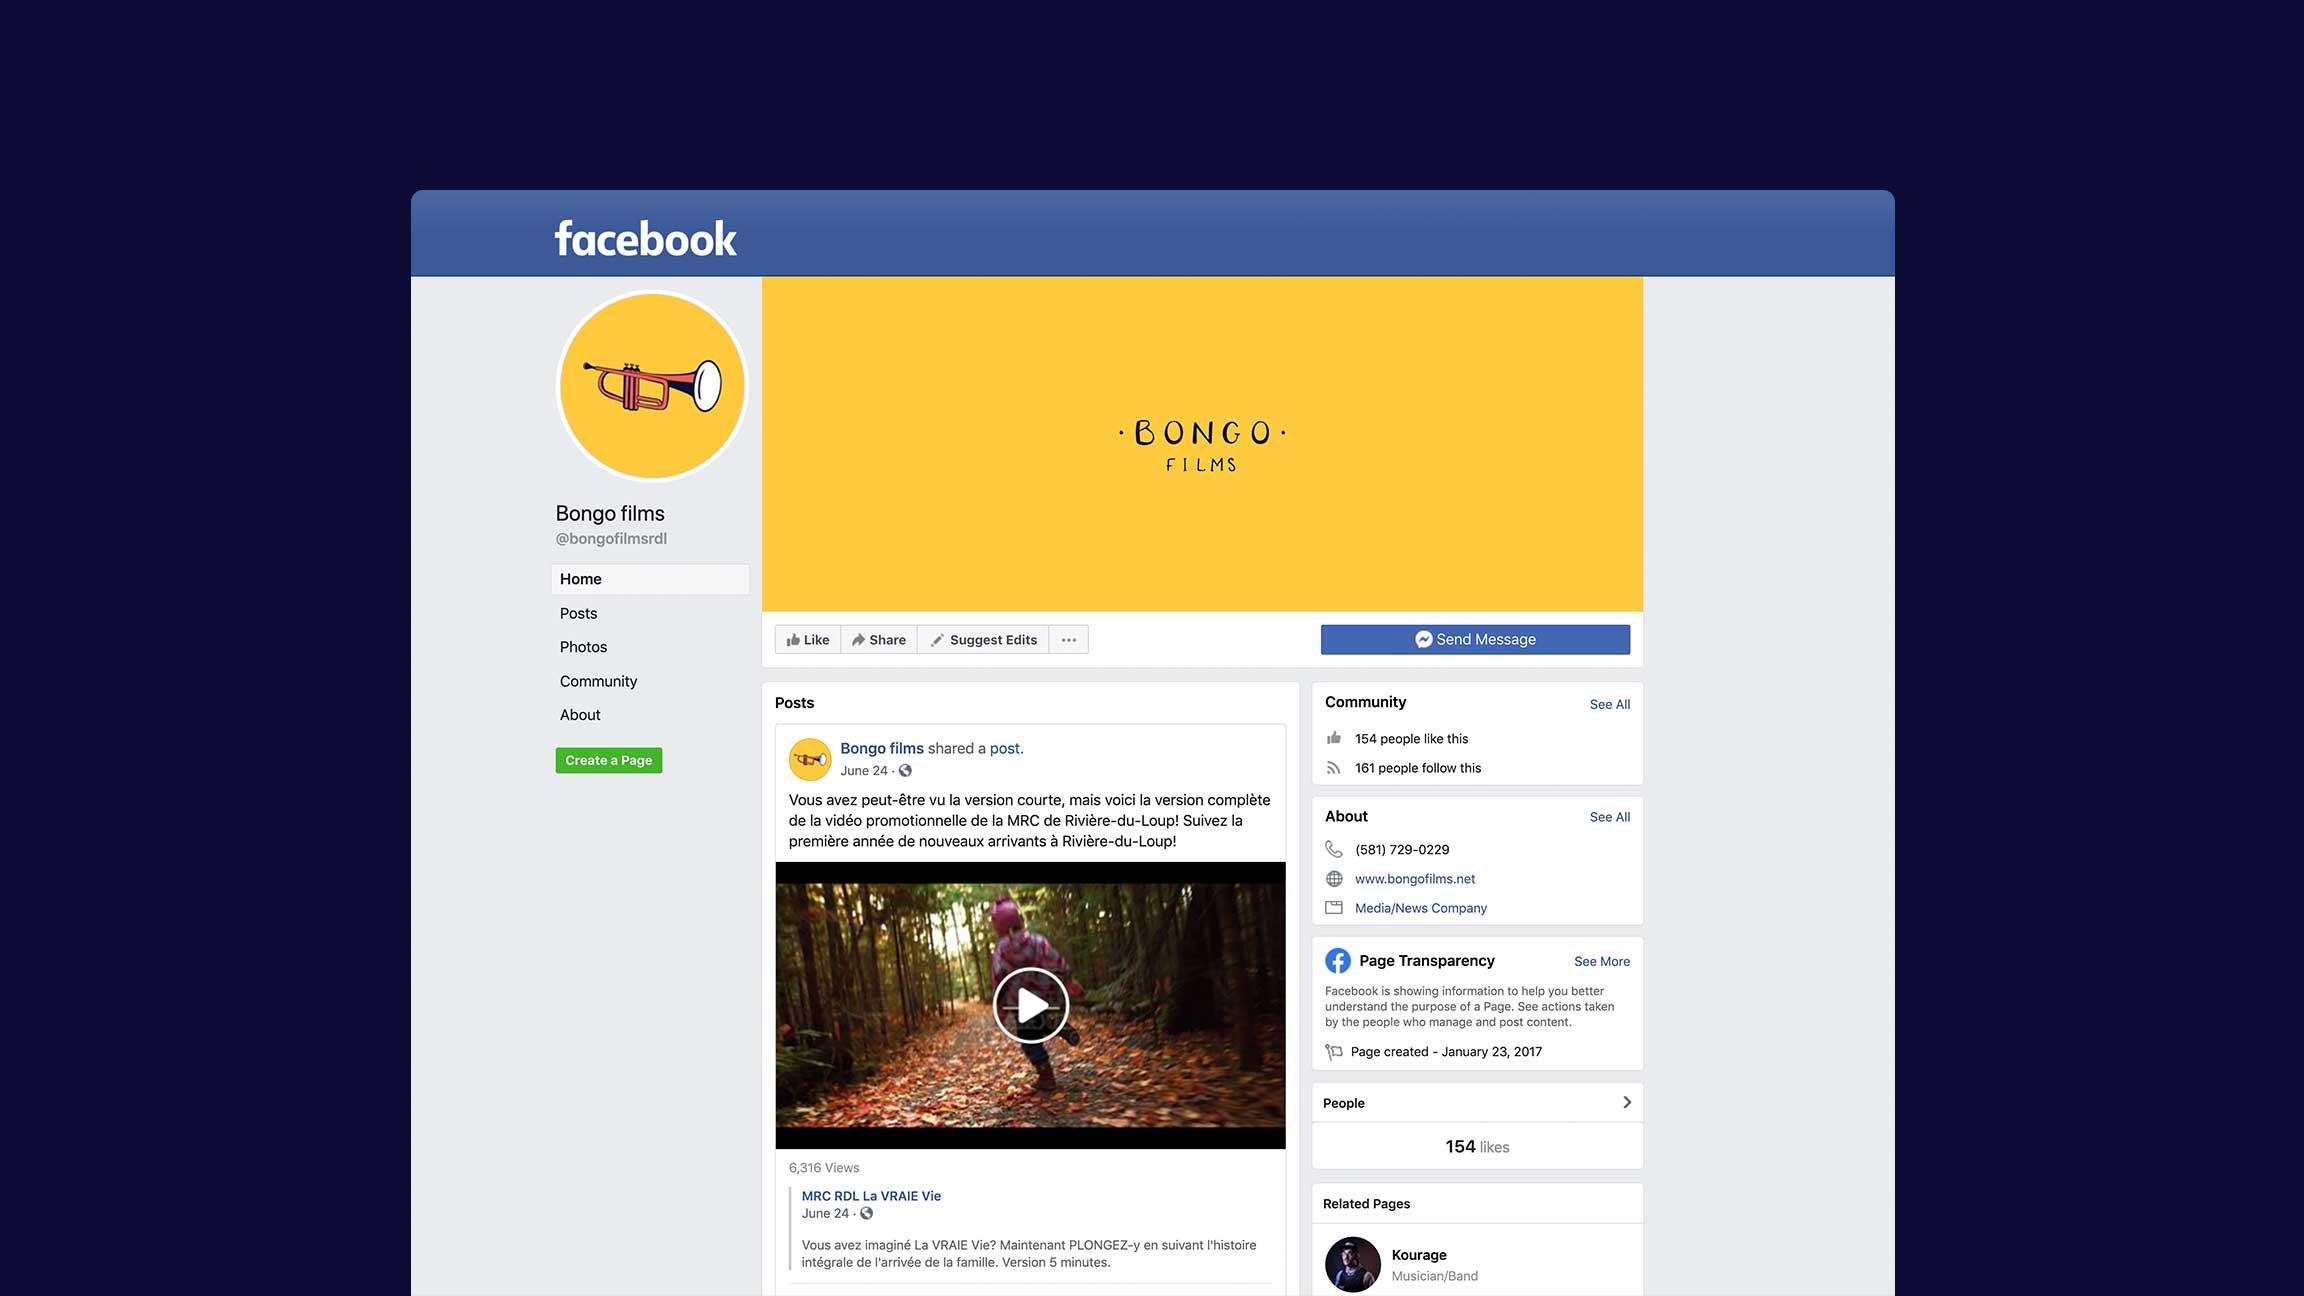 facebook
· BONGO ·
FILMS
Bongo films
@bongofilmsrdl
Home
Posts
Photos
Community
About
Create a Page
Like
Share
Suggest Edits
Send Message
Posts
Bongo films shared a post.
June 24 ·
Vous avez peut-être vu la version courte, mais voici la version complète
de la vidéo promotionnelle de la MRC de Rivière-du-Loup! Suivez la
première année de nouveaux arrivants à Rivière-du-Loup!
6,316 Views
MRC RDL La VRAIE Vie
June 24 ·
Vous avez imaginé La VRAIE Vie? Maintenant PLONGEZ-y en suivant l'histoire
intégrale de l'arrivée de la famille. Version 5 minutes.
Community
See All
154 people like this
161 people follow this
About
See All
(581) 729-0229
www.bongofilms.net
Media/News Company
Page Transparency
See More
Facebook is showing information to help you better
understand the purpose of a Page. See actions taken
by the people who manage and post content.
Page created - January 23, 2017
People
154 likes
Related Pages
Kourage
Musician/Band